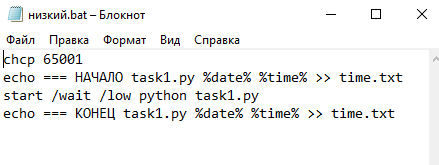 низкий.bat – Блокнот
Файл Правка Формат Вид Справка
chcp 65001
echo === НАЧАЛО task1.py %date% %time% >> time.txt
start /wait /low python task1.py
echo === КОНЕЦ task1.py %date% %time% >> time.txt